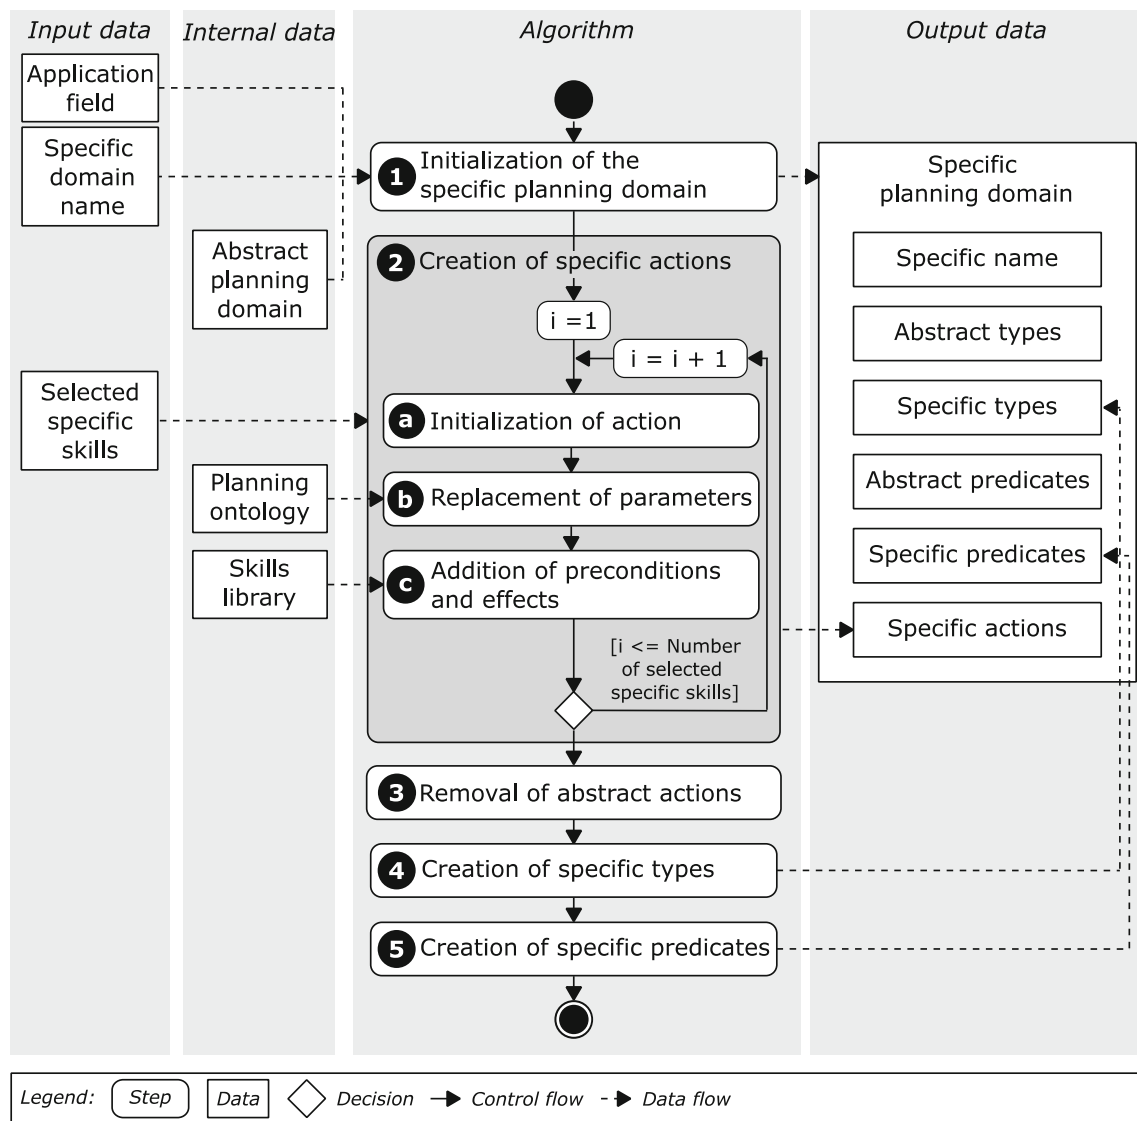 Input data
Internal data
Algorithm
Output data
Application
field
Specific
domain
name
Abstract
planning
domain
Selected
specific
skills
Planning
ontology
Skills
library
1 Initialization of the
specific planning domain
2 Creation of specific actions
i =1
i = i + 1
a Initialization of action
b Replacement of parameters
c Addition of preconditions
and effects
[i <= Number
of selected
specific skills]
3 Removal of abstract actions
4 Creation of specific types
5 Creation of specific predicates
Specific
planning domain
Specific name
Abstract types
Specific types
Abstract predicates
Specific predicates
Specific actions
Legend: Step Data Decision Control flow Data flow